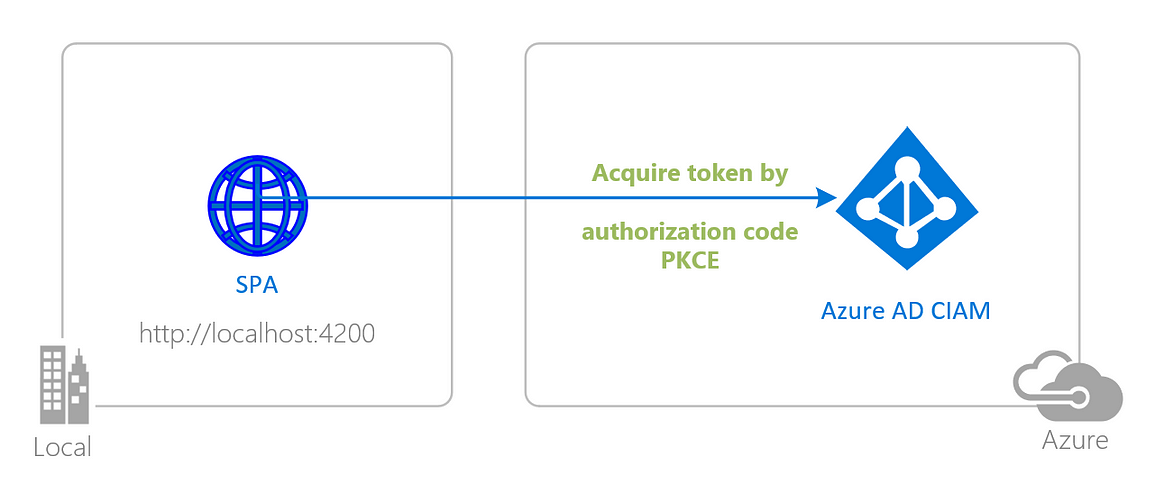 Acquire token by
authorization code
PKCE
SPA
Azure AD CIAM
http://localhost:4200
Local
Azure